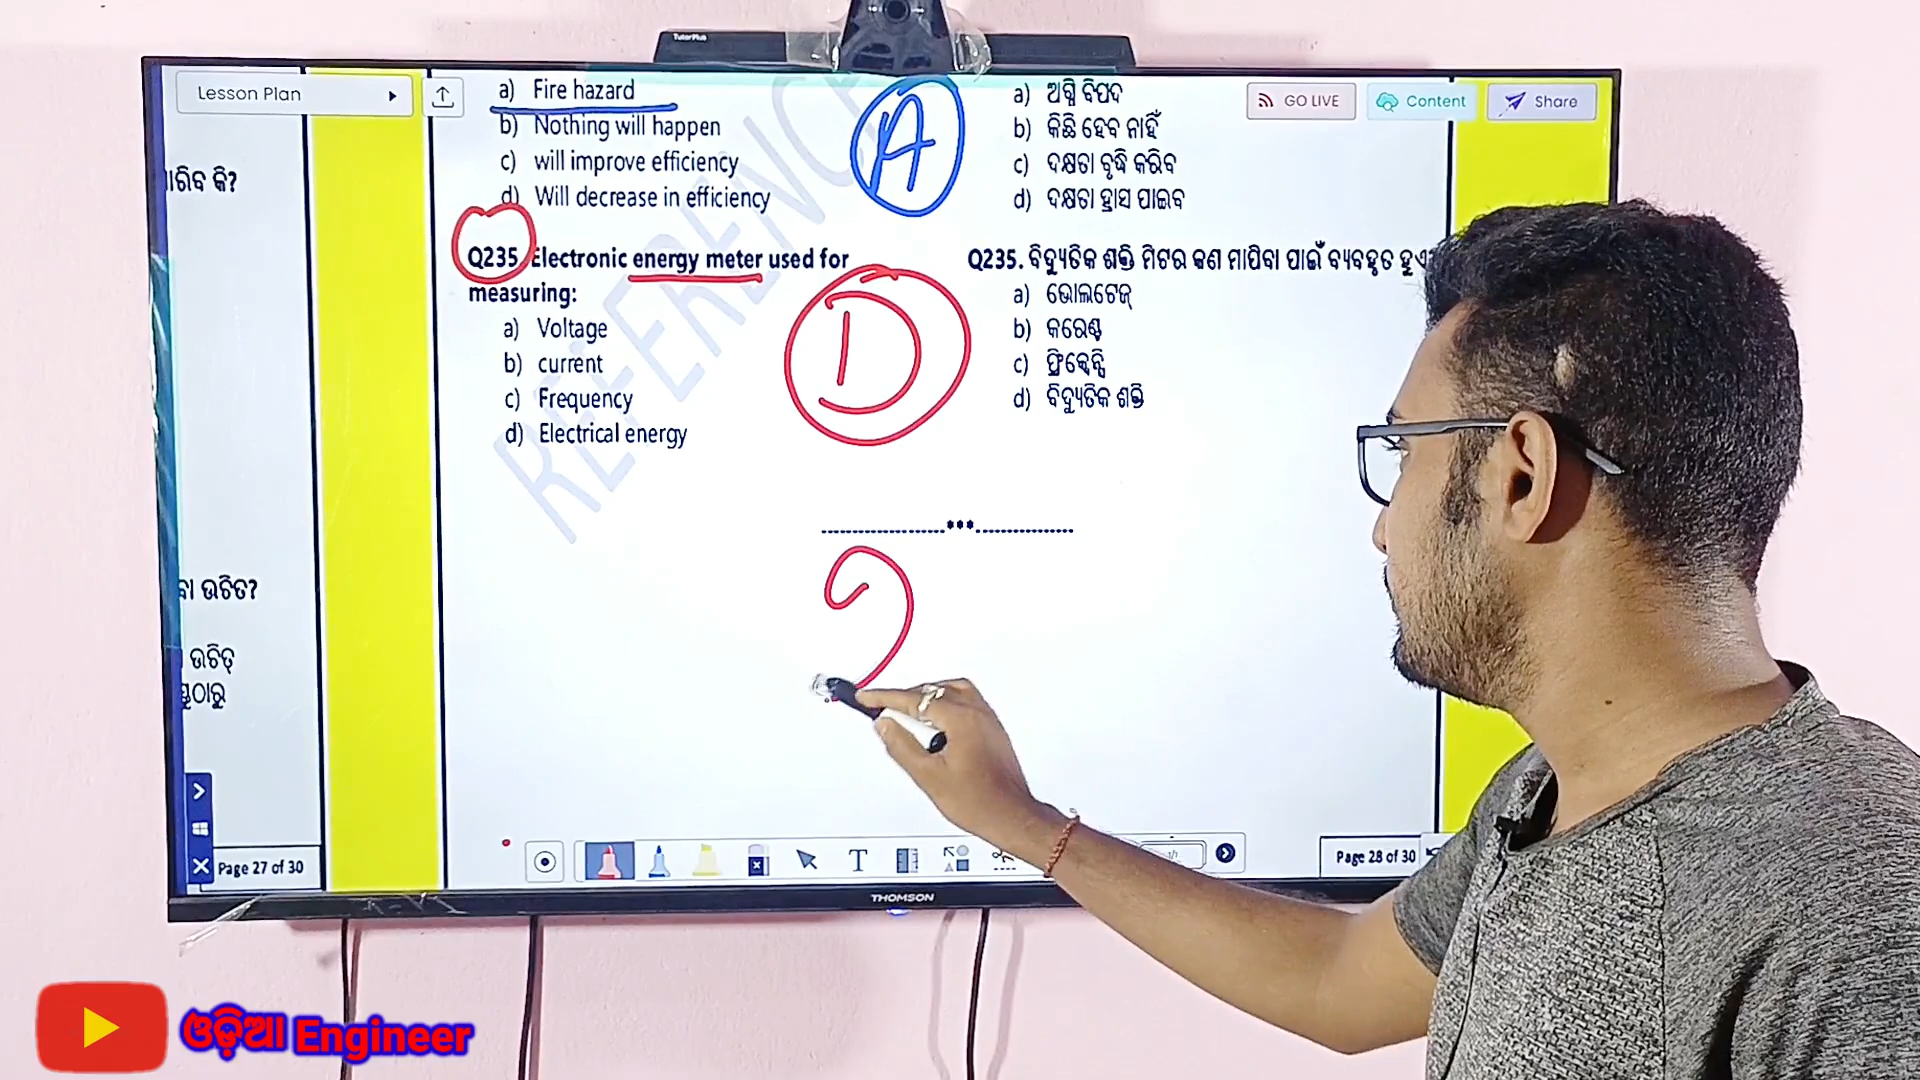 TutorPlus
Lesson Plan
a) Fire hazard
b) Nothing will happen
c) will improve efficiency
d) Will decrease in efficiency
A
a) ଅଗ୍ନି ବିପଦ
b) କିଛି ହେବ ନାହିଁ
c) ଦକ୍ଷତା ବୃଦ୍ଧି କରିବ
d) ଦକ୍ଷତା ହ୍ରାସ ପାଇବ
GO LIVE
Content
Share
କି?
Q235. Electronic energy meter used for
measuring:
a) Voltage
b) current
c) Frequency
d) Electrical energy
D
Q235. ବିଦ୍ୟୁତିକ ଶକ୍ତି ମିଟର କଣ ମାପିବା ପାଇଁ ବ୍ୟବହୃତ ହୁଏ
a) ଭୋଲଟେଜ୍
b) କରେଣ୍ଟ
c) ଫ୍ରିକ୍ୱେନ୍ସି
d) ବିଦ୍ୟୁତିକ ଶକ୍ତି
REFERENCE
..................***..............
2
ଉଚିତ?
ଉଚିତ୍
Page 27 of 30
T
Page 28 of 30
THOMSON
ଓଡ଼ିଆ Engineer